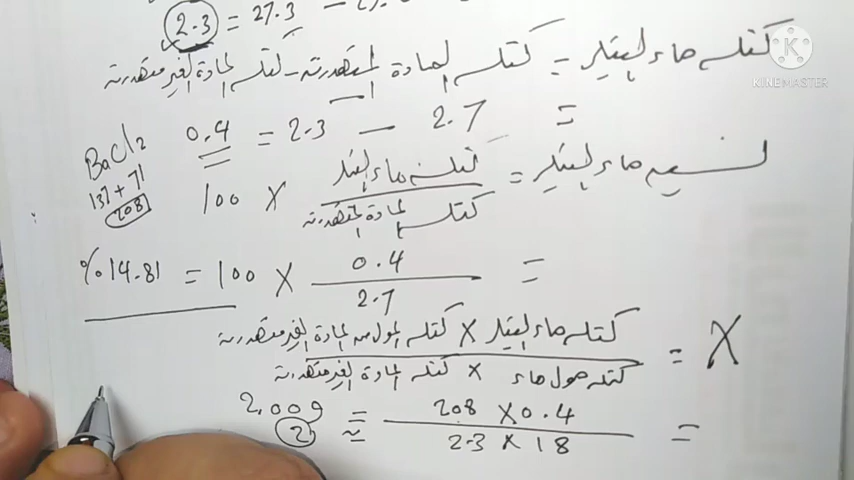 2.3 = 27.3 -
كتلة ماء التبلر = كتلة المادة المتهدرتة - كتلة المادة الغير متهدرتة
= 2.7 - 2.3 = 0.4
BaCl2
137 + 71
208
نسبة ماء التبلر = كتلة ماء التبلر / كتلة المادة المتهدرتة × 100
= 0.4 / 2.7 × 100 = 14.81 %
X = كتلة ماء التبلر × كتلة المول من المادة الغير متهدرتة / كتلة مول ماء × كتلة المادة الغير متهدرتة
= 208 × 0.4 / 2.3 × 18 = 2.009
≈ 2
KINEMASTER